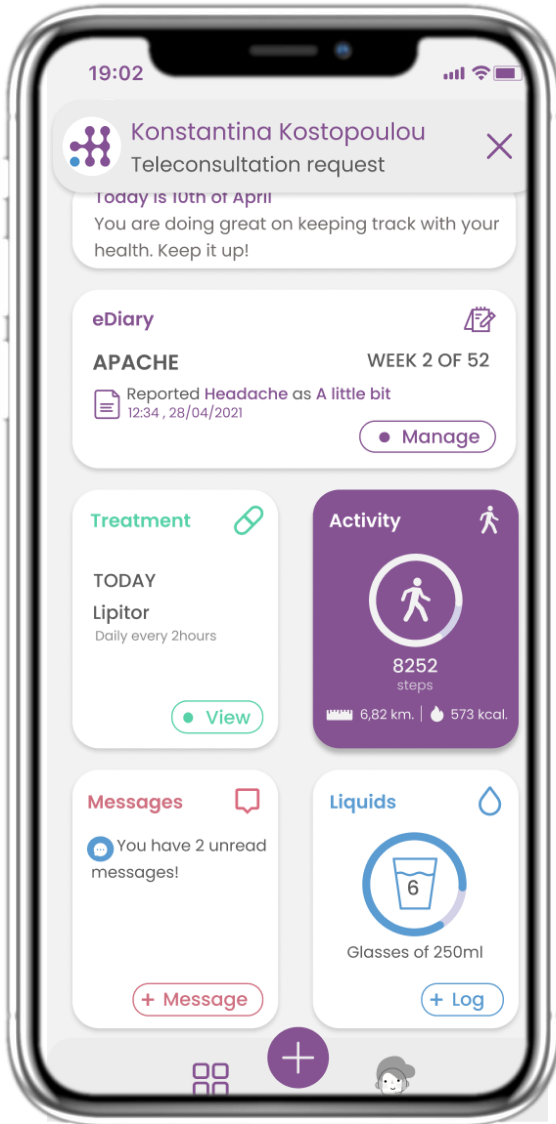 19:02
Konstantina Kostopoulou
Teleconsultation request
Today is 10th of April
You are doing great on keeping track with your
health. Keep it up!
eDiary
APACHE
WEEK 2 OF 52
Reported Headache as A little bit
12:34 , 28/04/2021
Manage
Treatment
TODAY
Lipitor
Daily every 2hours
View
Activity
8252
steps
6,82 km.
573 kcal.
Messages
You have 2 unread
messages!
+ Message
Liquids
6
Glasses of 250ml
+ Log